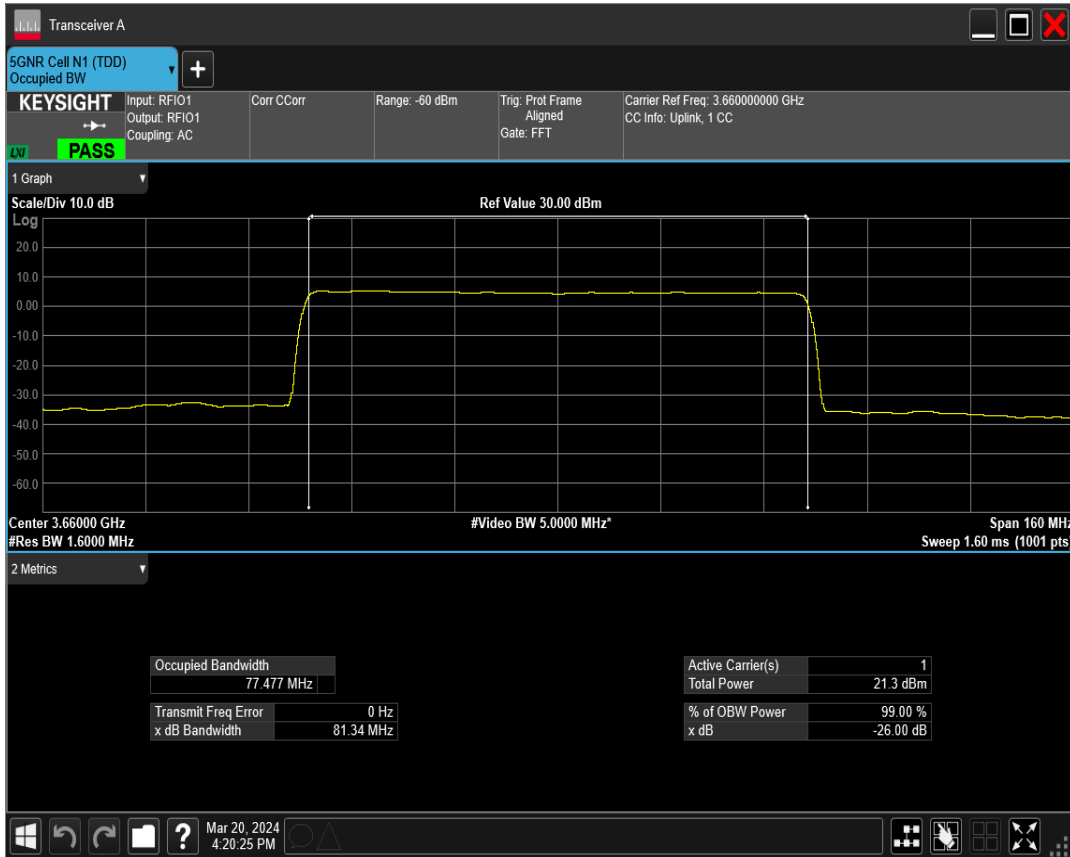 Transceiver A
5GNR Cell N1 (TDD)
Occupied BW
+
KEYSIGHT
LXI
PASS
Input: RFIO1
Output: RFIO1
Coupling: AC
Corr CCorr
Range: -60 dBm
Trig: Prot Frame
Aligned
Gate: FFT
Carrier Ref Freq: 3.660000000 GHz
CC Info: Uplink, 1 CC
1 Graph
Scale/Div 10.0 dB
Ref Value 30.00 dBm
Log
20.0
10.0
0.00
-10.0
-20.0
-30.0
-40.0
-50.0
-60.0
Center 3.66000 GHz
#Video BW 5.0000 MHz*
Span 160 MHz
#Res BW 1.6000 MHz
Sweep 1.60 ms (1001 pts)
2 Metrics
Occupied Bandwidth
77.477 MHz
Transmit Freq Error 0 Hz
x dB Bandwidth 81.34 MHz
Active Carrier(s) 1
Total Power 21.3 dBm
% of OBW Power 99.00 %
x dB -26.00 dB
?
Mar 20, 2024
4:20:25 PM